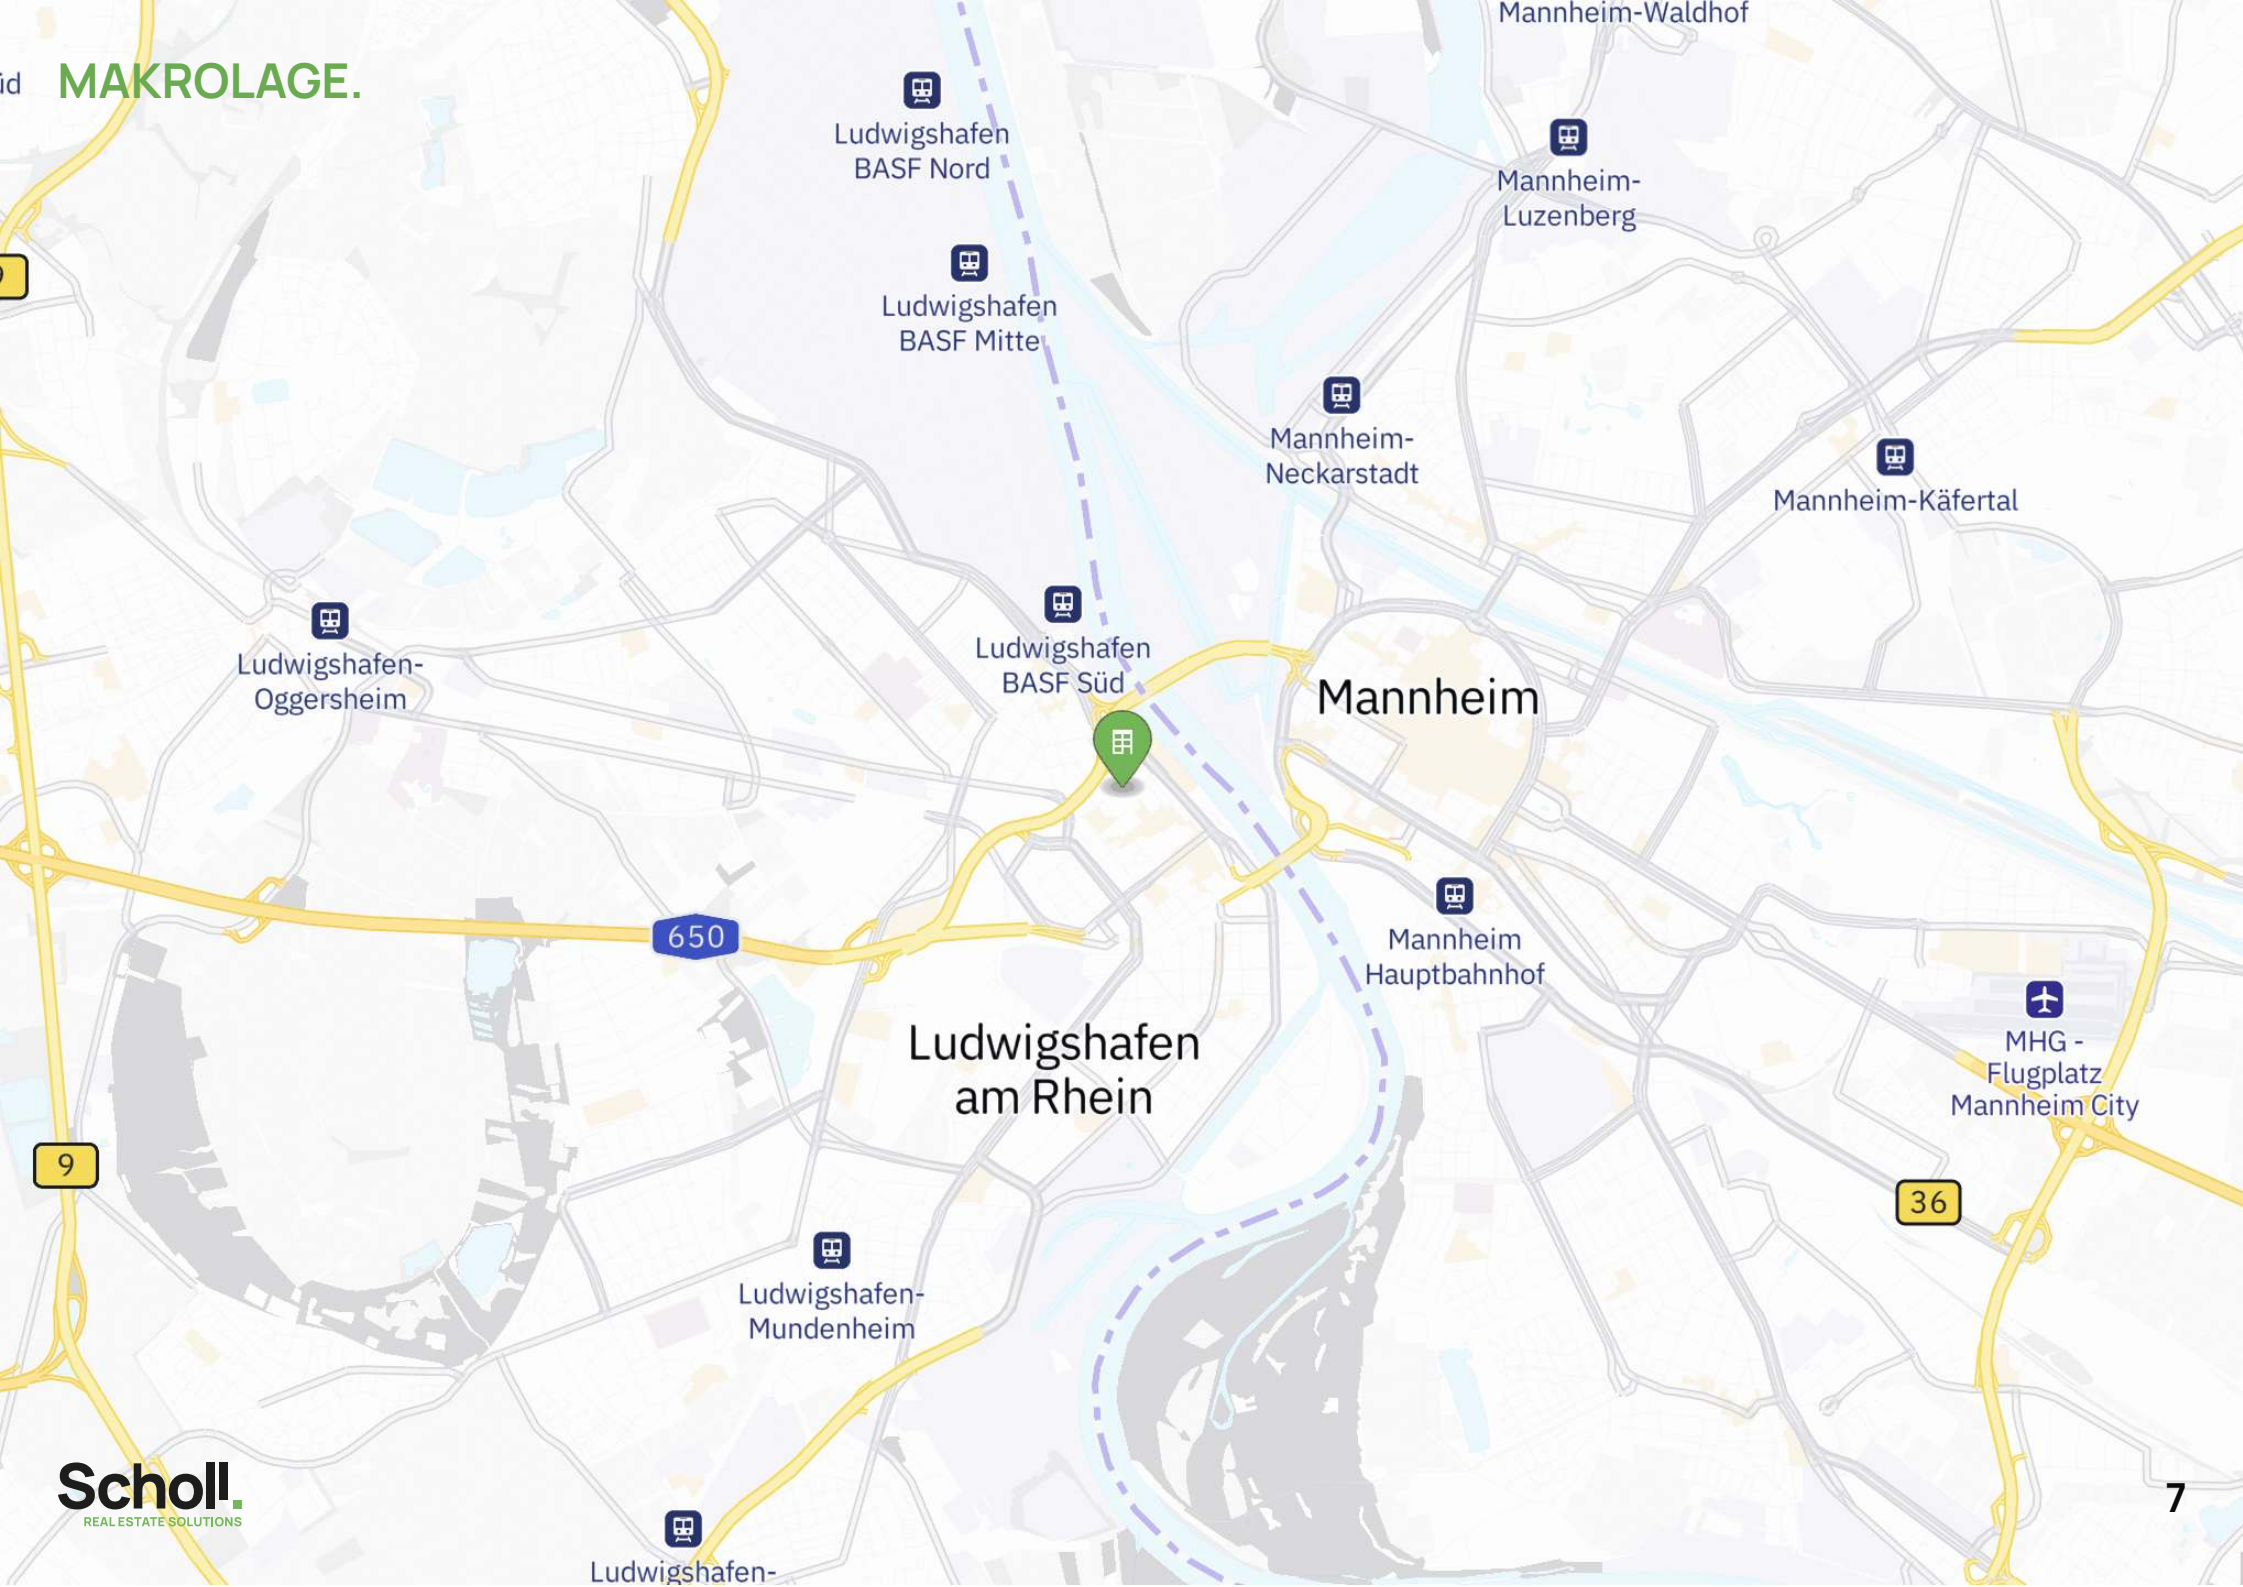 Mannheim-Waldhof
MAKROLAGE.
Ludwigshafen
BASF Nord
Mannheim-
Luzenberg
Ludwigshafen
BASF Mitte
Mannheim-
Neckarstadt
Mannheim-Käfertal
Ludwigshafen
BASF Süd
Ludwigshafen-
Oggersheim
Mannheim
650
Mannheim
Hauptbahnhof
MHG -
Flugplatz
Mannheim City
Ludwigshafen
am Rhein
9
36
Ludwigshafen-
Mundenheim
Scholl.
REAL ESTATE SOLUTIONS
7
Ludwigshafen-